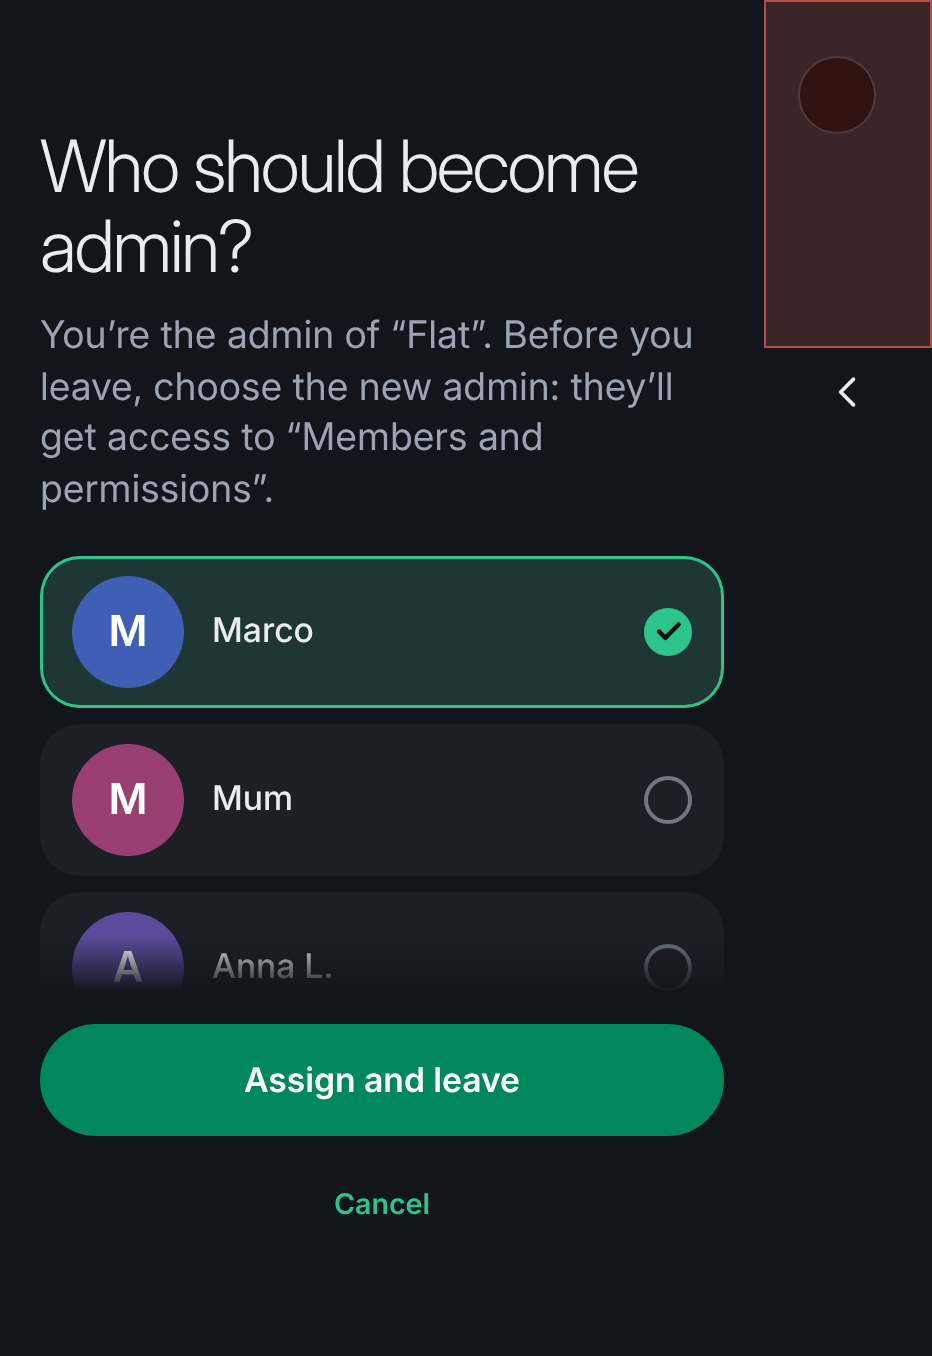 Who should become
admin?
You’re the admin of “Flat”. Before you
leave, choose the new admin: they’ll
get access to “Members and
permissions”.
M Marco
M Mum
A Anna L.
Assign and leave
Cancel